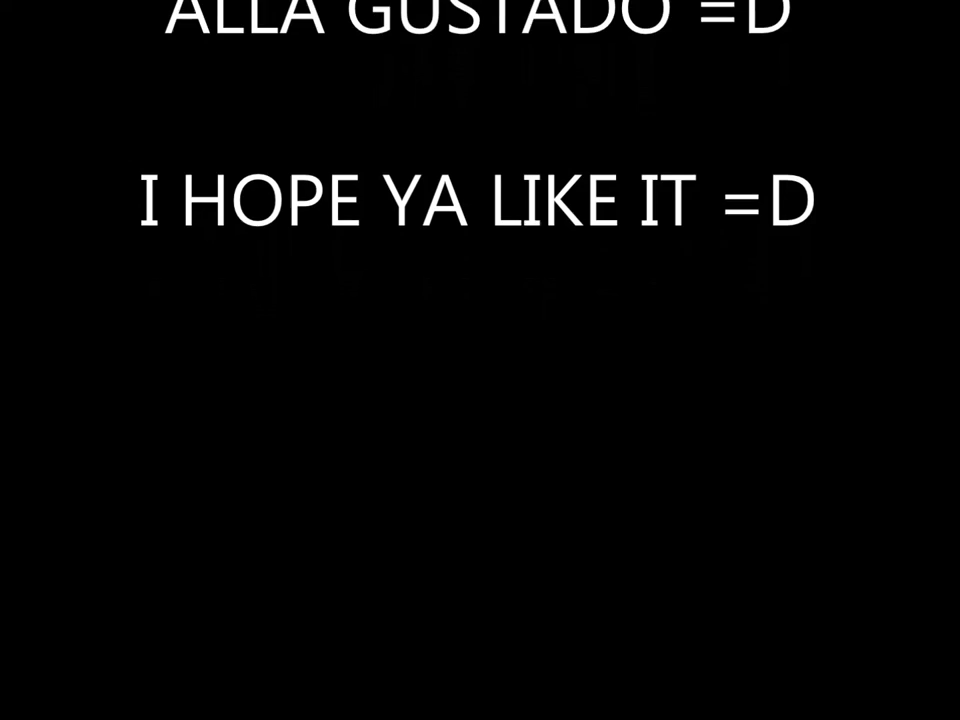 ALLA GUSTADO =D
I HOPE YA LIKE IT =D